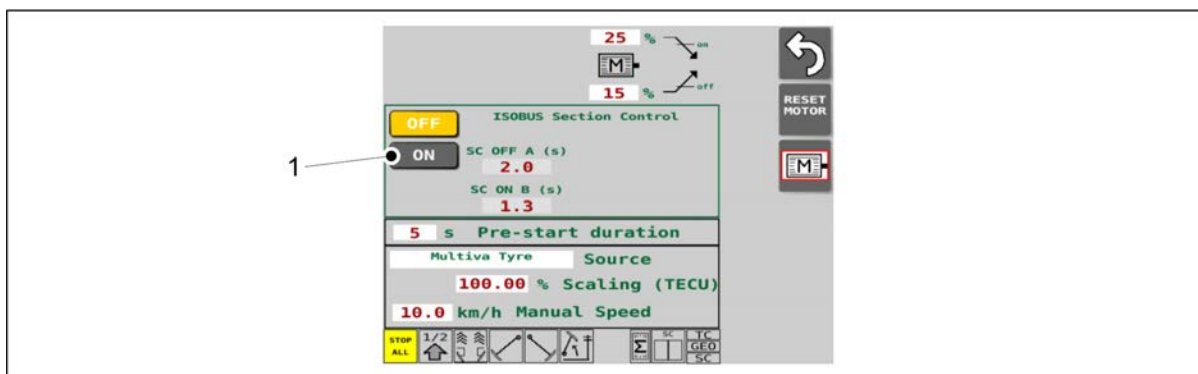 25 % on
M
15 % off
RESET
MOTOR
OFF
ISOBUS Section Control
1
ON
SC OFF A (s)
2.0
M
SC ON B (s)
1.3
5 s Pre-start duration
Multiva Tyre Source
100.00 % Scaling (TECU)
10.0 km/h Manual Speed
STOP
ALL
1/2
Σ
SC
TC
GEO
SC